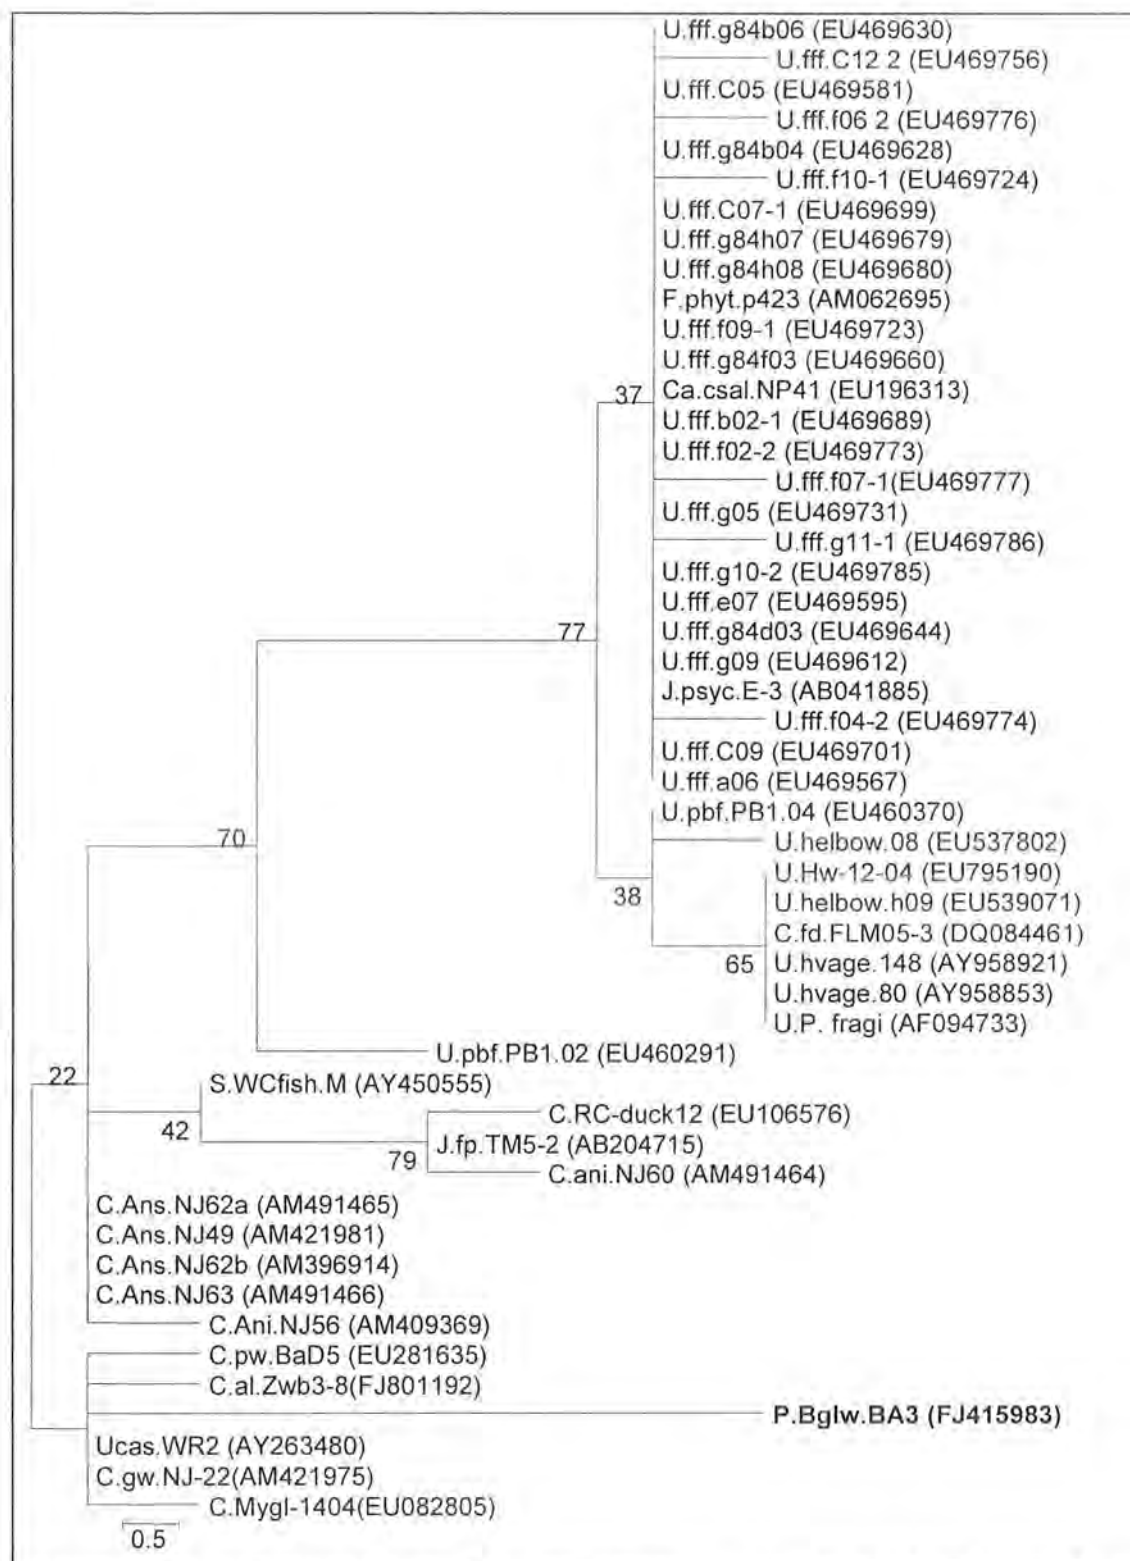 U.fff.g84b06 (EU469630)
U.fff.C12 2 (EU469756)
U.fff.C05 (EU469581)
U.fff.f06 2 (EU469776)
U.fff.g84b04 (EU469628)
U.fff.f10-1 (EU469724)
U.fff.C07-1 (EU469699)
U.fff.g84h07 (EU469679)
U.fff.g84h08 (EU469680)
F.phyt.p423 (AM062695)
U.fff.f09-1 (EU469723)
U.fff.g84f03 (EU469660)
37
Ca.csal.NP41 (EU196313)
U.fff.b02-1 (EU469689)
U.fff.f02-2 (EU469773)
U.fff.f07-1(EU469777)
U.fff.g05 (EU469731)
U.fff.g11-1 (EU469786)
U.fff.g10-2 (EU469785)
U.fff.e07 (EU469595)
77
U.fff.g84d03 (EU469644)
U.fff.g09 (EU469612)
J.psyc.E-3 (AB041885)
U.fff.f04-2 (EU469774)
U.fff.C09 (EU469701)
U.fff.a06 (EU469567)
U.pbf.PB1.04 (EU460370)
70
U.helbow.08 (EU537802)
U.Hw-12-04 (EU795190)
38
U.helbow.h09 (EU539071)
C.fd.FLM05-3 (DQ084461)
65
U.hvage.148 (AY958921)
U.hvage.80 (AY958853)
U.P. fragi (AF094733)
U.pbf.PB1.02 (EU460291)
22
S.WCfish.M (AY450555)
C.RC-duck12 (EU106576)
42
J.fp.TM5-2 (AB204715)
79
C.ani.NJ60 (AM491464)
C.Ans.NJ62a (AM491465)
C.Ans.NJ49 (AM421981)
C.Ans.NJ62b (AM396914)
C.Ans.NJ63 (AM491466)
C.Ani.NJ56 (AM409369)
C.pw.BaD5 (EU281635)
C.al.Zwb3-8(FJ801192)
P.Bglw.BA3 (FJ415983)
Ucas.WR2 (AY263480)
C.gw.NJ-22(AM421975)
C.Mygl-1404(EU082805)
0.5